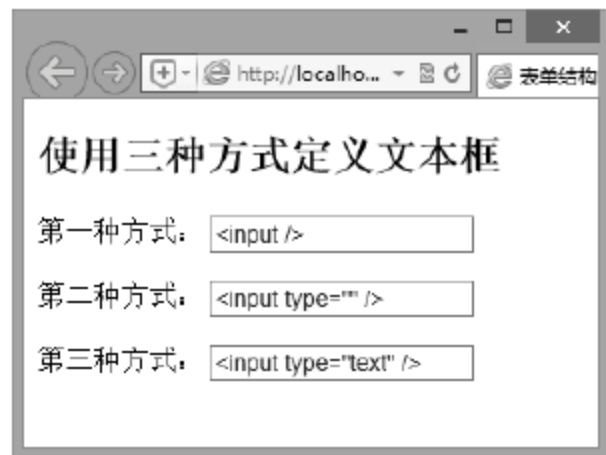 http://localho...
表单结构
使用三种方式定义文本框
第一种方式： <input />
第二种方式： <input type="" />
第三种方式： <input type="text" />